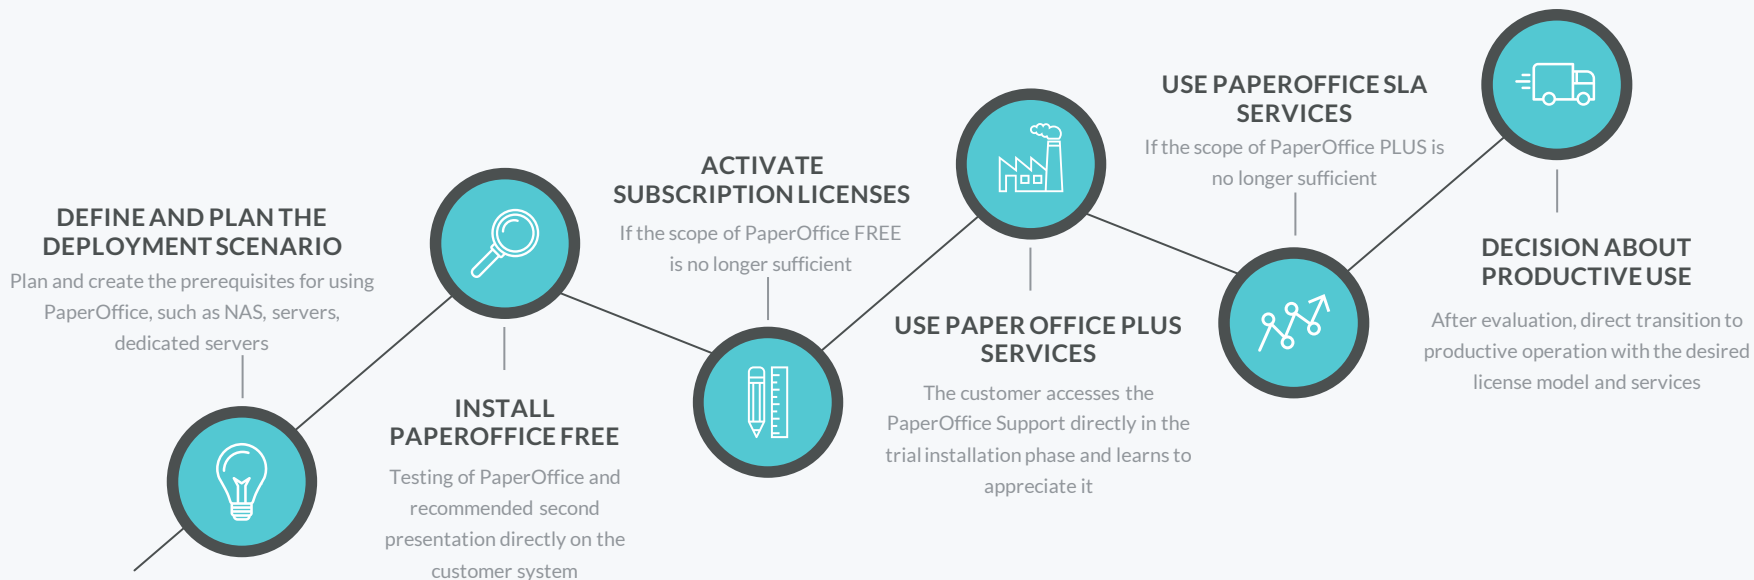 DEFINE AND PLAN THE
DEPLOYMENT SCENARIO
Plan and create the prerequisites for using
PaperOffice, such as NAS, servers,
dedicated servers
INSTALL
PAPEROFFICE FREE
Testing of PaperOffice and
recommended second
presentation directly on the
customer system
ACTIVATE
SUBSCRIPTION LICENSES
If the scope of PaperOffice FREE
is no longer sufficient
USE PAPER OFFICE PLUS
SERVICES
The customer accesses the
PaperOffice Support directly in the
trial installation phase and learns to
appreciate it
USE PAPEROFFICE SLA
SERVICES
If the scope of PaperOffice PLUS is
no longer sufficient
DECISION ABOUT
PRODUCTIVE USE
After evaluation, direct transition to
productive operation with the desired
license model and services